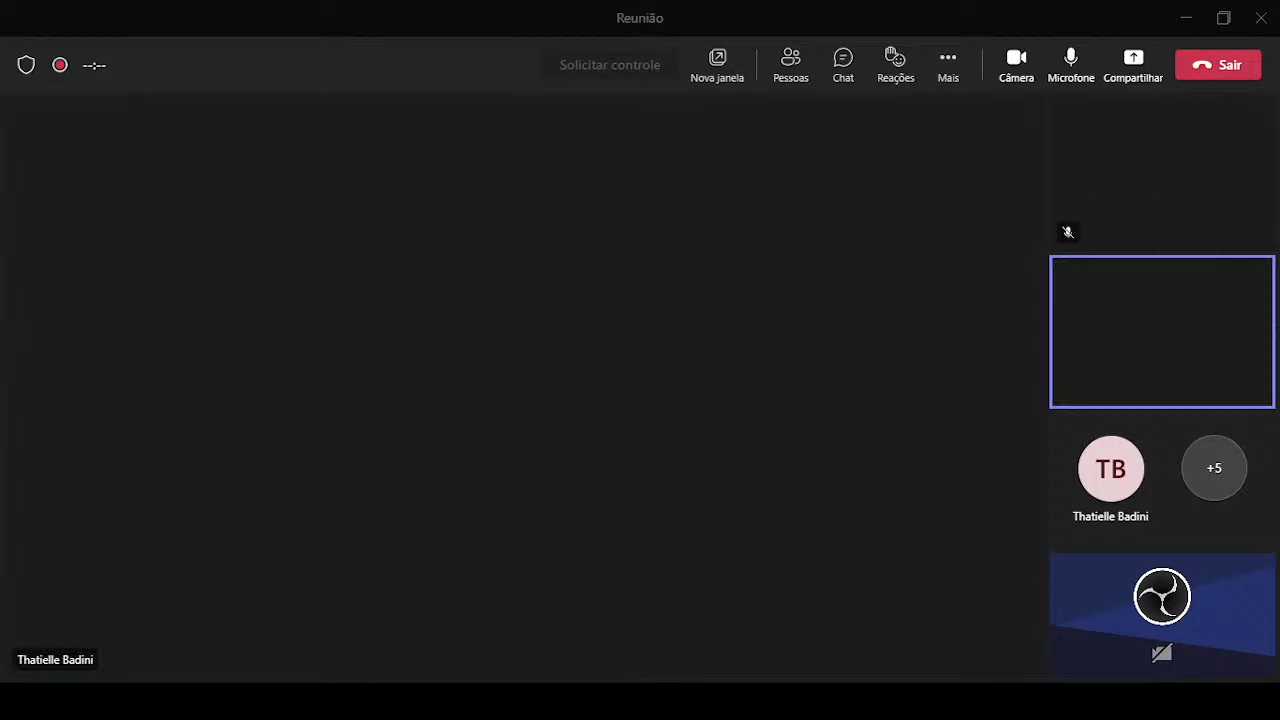 Reunião
--:--
Solicitar controle
Nova janela
Pessoas
Chat
Reações
Mais
Câmera
Microfone
Compartilhar
Sair
TB
+5
Thatielle Badini
Thatielle Badini